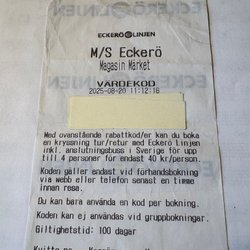 ECKERÖ LINJEN
M/S Eckerö
Magasin Märket
VÄRDEKOD
2025-08-20 11:12:18
Med ovanstående rabattkod/er kan du boka
en kryssning tur/retur med Eckerö Linjen
inkl. anslutningsbuss i Sverige för upp
till 4 personer för endast 40 kr/person.
Koden gäller endast vid förhandsbokning
via webb eller telefon senast en timme
innan resa.
Du kan bara använda en kod per bokning.
Koden kan ej användas vid gruppbokningar.
Giltighetstid: 100 dagar